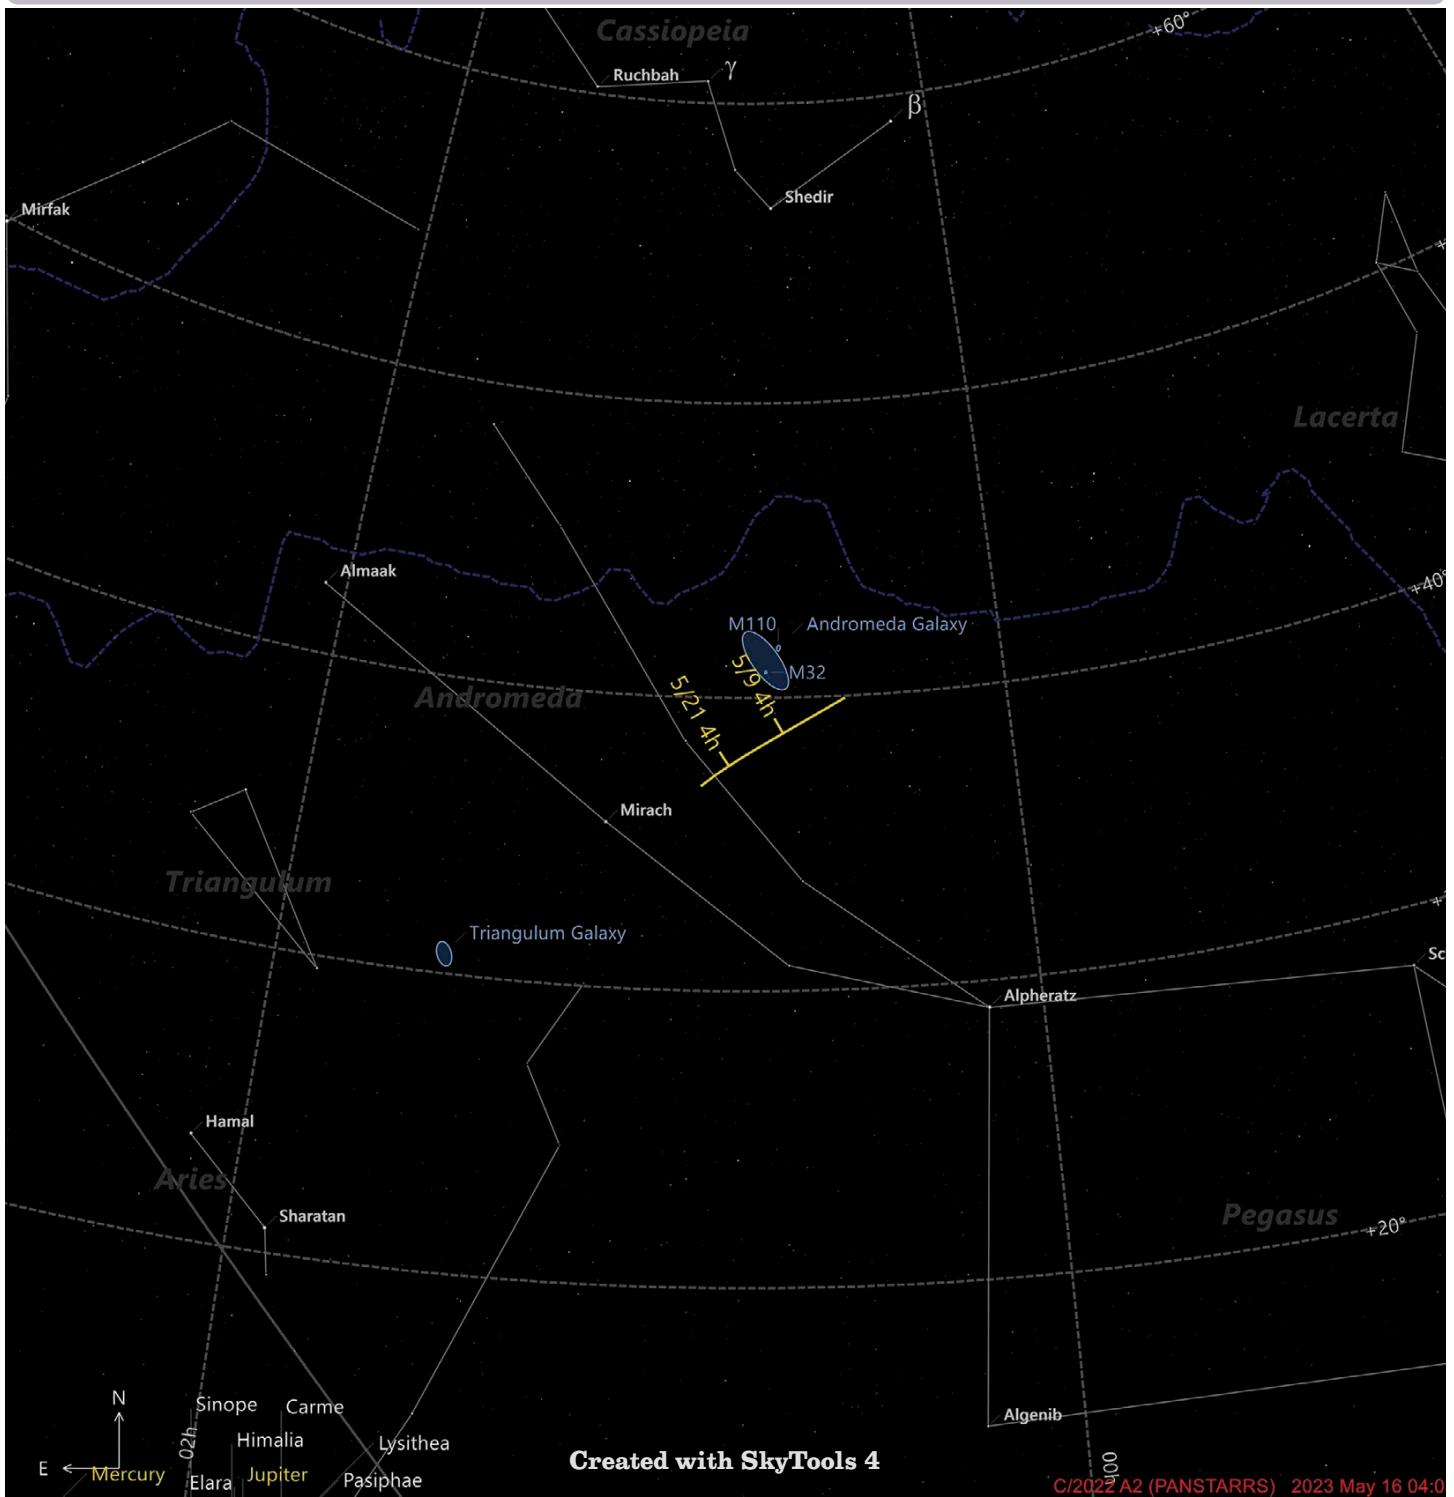 Cassiopeia
+60°
Ruchbah
γ
β
Shedir
Mirfak
Lacerta
Almaak
+40°
M110
Andromeda Galaxy
M32
5/9 4h
5/21 4h
Andromeda
Mirach
Triangulum
Triangulum Galaxy
Sc
Alpheratz
Hamal
Aries
Sharatan
Pegasus
+20°
N
Sinope
Carme
Algenib
02h
Himalia
Lysithea
00h
E
Mercury
Elara
Jupiter
Pasiphae
Created with SkyTools 4
C/2022 A2 (PANSTARRS) 2023 May 16 04:0